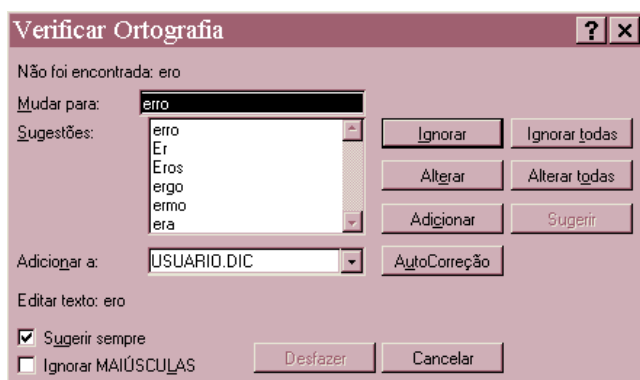 Verificar Ortografia
Não foi encontrada: ero
Mudar para: erro
Sugestões:
erro
Er
Eros
ergo
ermo
era
Ignorar Ignorar todas
Alterar Alterar todas
Adicionar Sugerir
Adicionar a: USUARIO.DIC AutoCorreção
Editar texto: ero
Sugerir sempre
Ignorar MAIÚSCULAS
Desfazer Cancelar